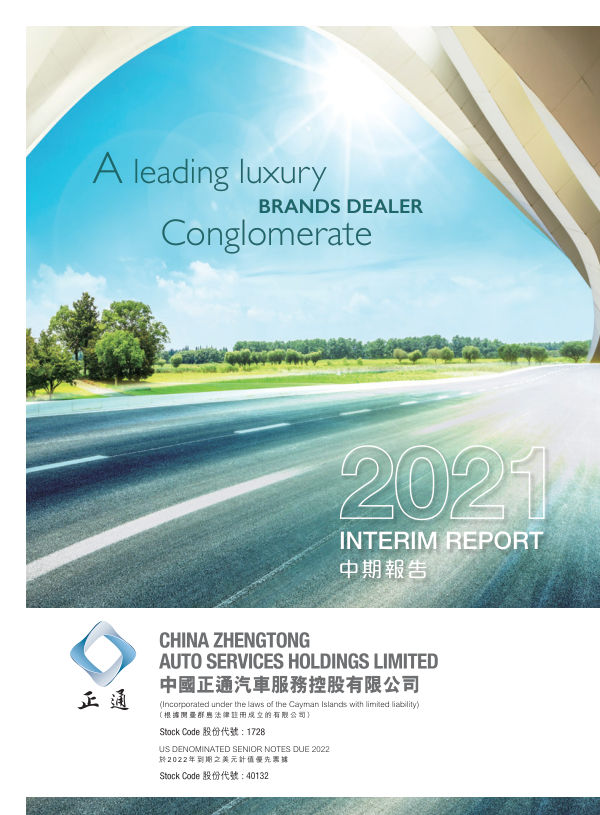 A leading luxury
BRANDS DEALER
Conglomerate
2021
INTERIM REPORT
中期報告
正通
CHINA ZHENGTONG
AUTO SERVICES HOLDINGS LIMITED
中國正通汽車服務控股有限公司
(Incorporated under the laws of the Cayman Islands with limited liability)
(根據開曼群島法律註冊成立的有限公司)
Stock Code 股份代號 : 1728
US DENOMINATED SENIOR NOTES DUE 2022
於2022年到期之美元計值優先票據
Stock Code 股份代號 : 40132